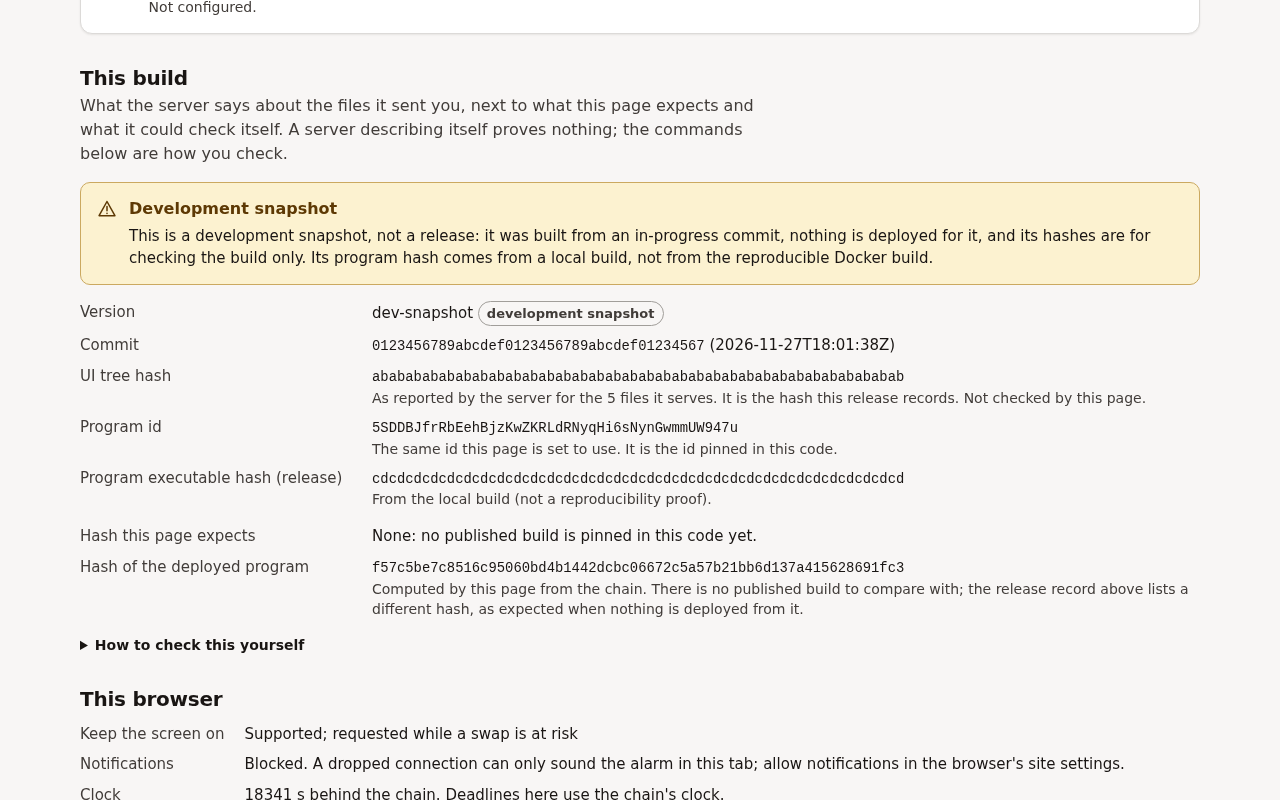 Not configured.
This build
What the server says about the files it sent you, next to what this page expects and
what it could check itself. A server describing itself proves nothing; the commands
below are how you check.
Development snapshot
This is a development snapshot, not a release: it was built from an in-progress commit, nothing is deployed for it, and its hashes are for
checking the build only. Its program hash comes from a local build, not from the reproducible Docker build.
Version dev-snapshot development snapshot
Commit 0123456789abcdef0123456789abcdef01234567 (2026-11-27T18:01:38Z)
UI tree hash abababababababababababababababababababababababababababababababab
As reported by the server for the 5 files it serves. It is the hash this release records. Not checked by this page.
Program id 5SDDBJfrRbEehBjzKwZKRLdRNyqHi6sNynGwmmUW947u
The same id this page is set to use. It is the id pinned in this code.
Program executable hash (release) cdcdcdcdcdcdcdcdcdcdcdcdcdcdcdcdcdcdcdcdcdcdcdcdcdcdcdcdcdcdcdcd
From the local build (not a reproducibility proof).
Hash this page expects None: no published build is pinned in this code yet.
Hash of the deployed program f57c5be7c8516c95060bd4b1442dcbc06672c5a57b21bb6d137a415628691fc3
Computed by this page from the chain. There is no published build to compare with; the release record above lists a
different hash, as expected when nothing is deployed from it.
How to check this yourself
This browser
Keep the screen on Supported; requested while a swap is at risk
Notifications Blocked. A dropped connection can only sound the alarm in this tab; allow notifications in the browser's site settings.
Clock 18341 s behind the chain. Deadlines here use the chain's clock.